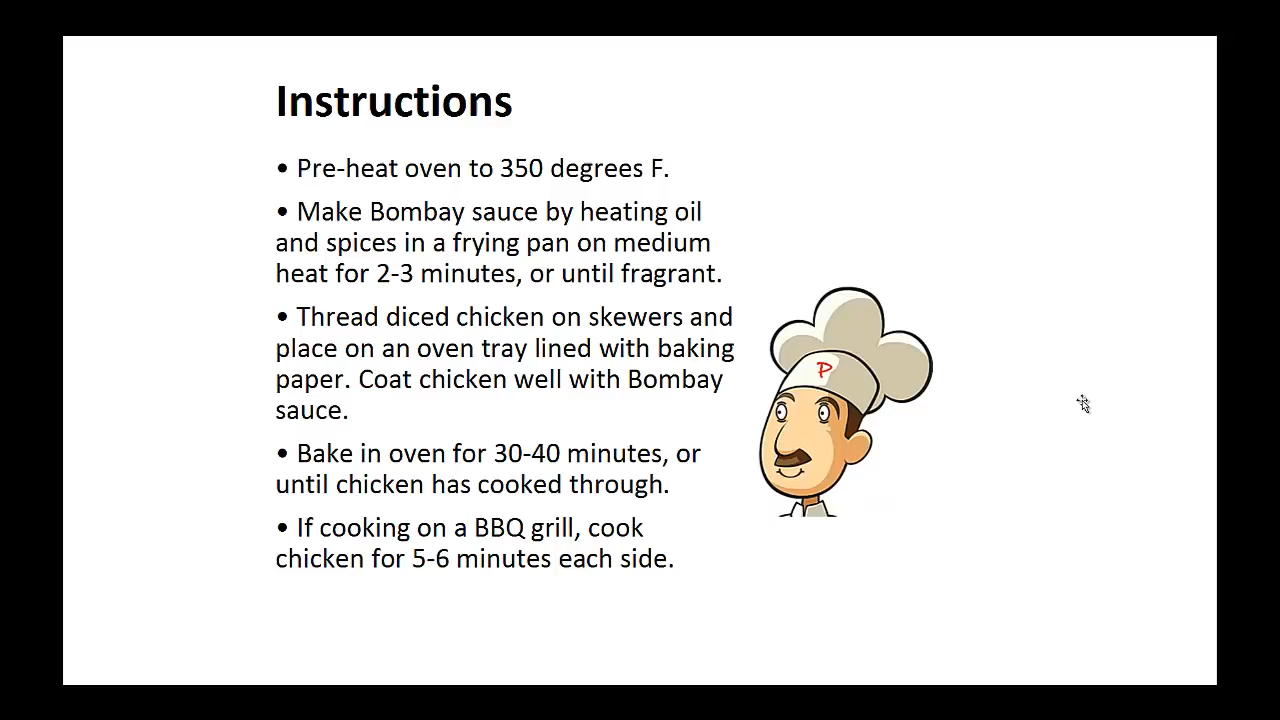 Instructions
• Pre-heat oven to 350 degrees F.
• Make Bombay sauce by heating oil
and spices in a frying pan on medium
heat for 2-3 minutes, or until fragrant.
• Thread diced chicken on skewers and
place on an oven tray lined with baking
paper. Coat chicken well with Bombay
sauce.
• Bake in oven for 30-40 minutes, or
until chicken has cooked through.
• If cooking on a BBQ grill, cook
chicken for 5-6 minutes each side.
P